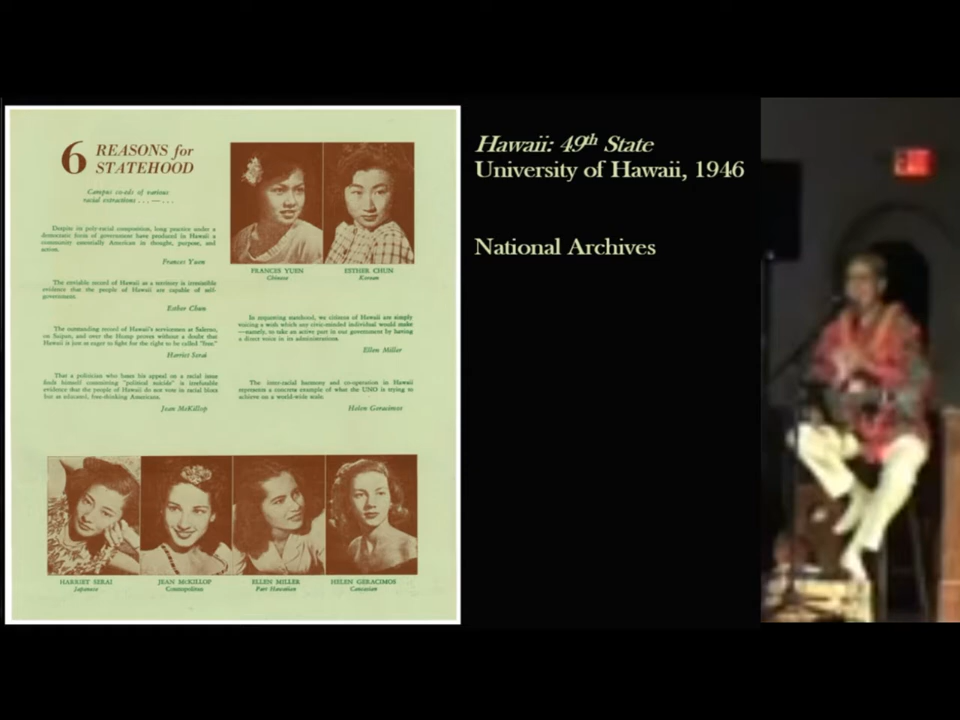 6 REASONS for
STATEHOOD
Campus co-eds of various
racial extractions . . . — . . .
Despite its poly-racial composition, long practice under a
democratic form of government have produced in Hawaii a
community essentially American in thought, purpose, and
action.
Frances Yuen
The enviable record of Hawaii as a territory is irresistible
evidence that the people of Hawaii are capable of self-
government.
Esther Chun
The outstanding record of Hawaii's servicemen at Salerno,
on Saipan, and over the Hump proves without a doubt that
Hawaii is just as eager to fight for the right to be called "free."
Harriet Serai
That a politician who bases his appeal on a racial issue
finds himself committing "political suicide" is irrefutable
evidence that the people of Hawaii do not vote in racial blocs
but as educated, free-thinking Americans.
Jean McKillop
FRANCES YUEN
Chinese
ESTHER CHUN
Korean
In requesting statehood, we citizens of Hawaii are simply
voicing a wish which any civic-minded individual would make
—namely, to take an active part in our government by having
a direct voice in its administrations.
Ellen Miller
The inter-racial harmony and co-operation in Hawaii
represents a concrete example of what the UNO is trying to
achieve on a world-wide scale.
Helen Geracimos
HARRIET SERAI
Japanese
JEAN MCKILLOP
Cosmopolitan
ELLEN MILLER
Part Hawaiian
HELEN GERACIMOS
Caucasian
Hawaii: 49th State
University of Hawaii, 1946
National Archives